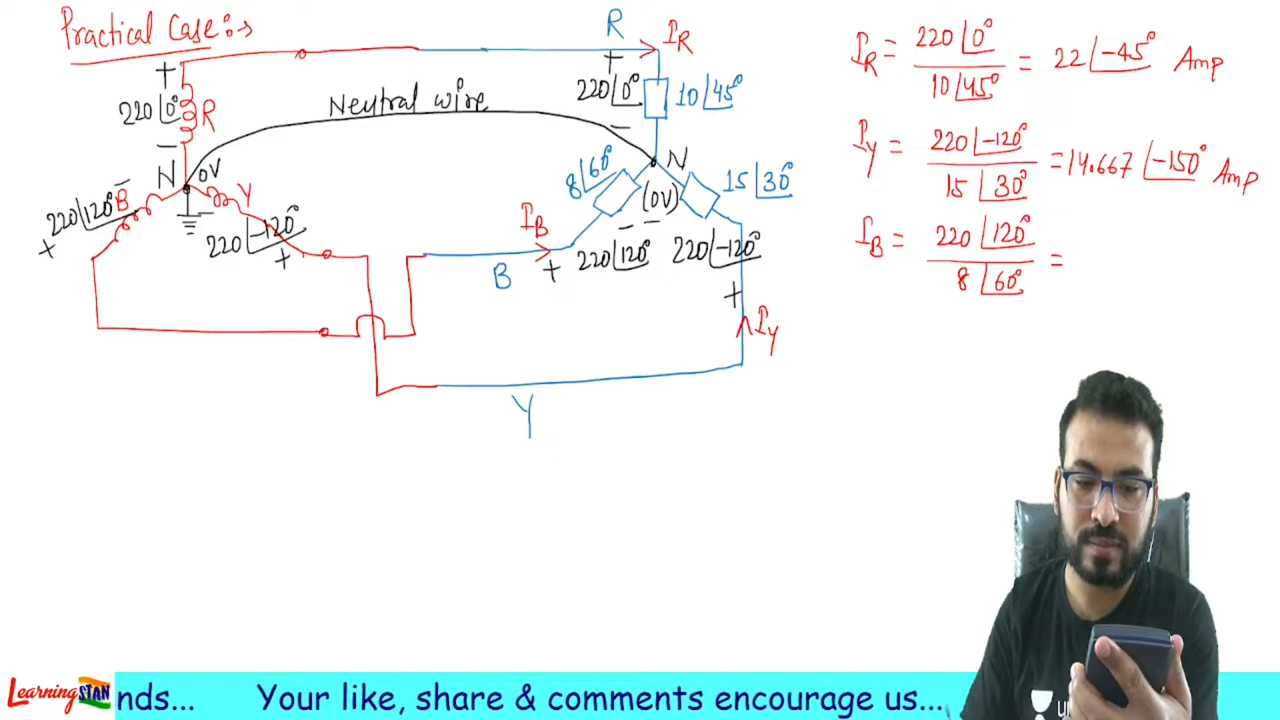 Practical Case:-
R
I_R
+
+
220∠0°
R
Neutral wire
220∠0°
10∠45°
−
−
N
0V
N
8∠60°
15∠30°
(0V)
220∠120°
−
B
Y
+
220∠−120°
+
I_B
B
+
−
220∠120°
−
220∠−120°
+
I_Y
Y
I_R = 220∠0° / 10∠45° = 22∠−45° Amp
I_Y = 220∠−120° / 15∠30° = 14.667∠−150° Amp
I_B = 220∠120° / 8∠60° =
LearningSTAN
nds... Your like, share & comments encourage us...